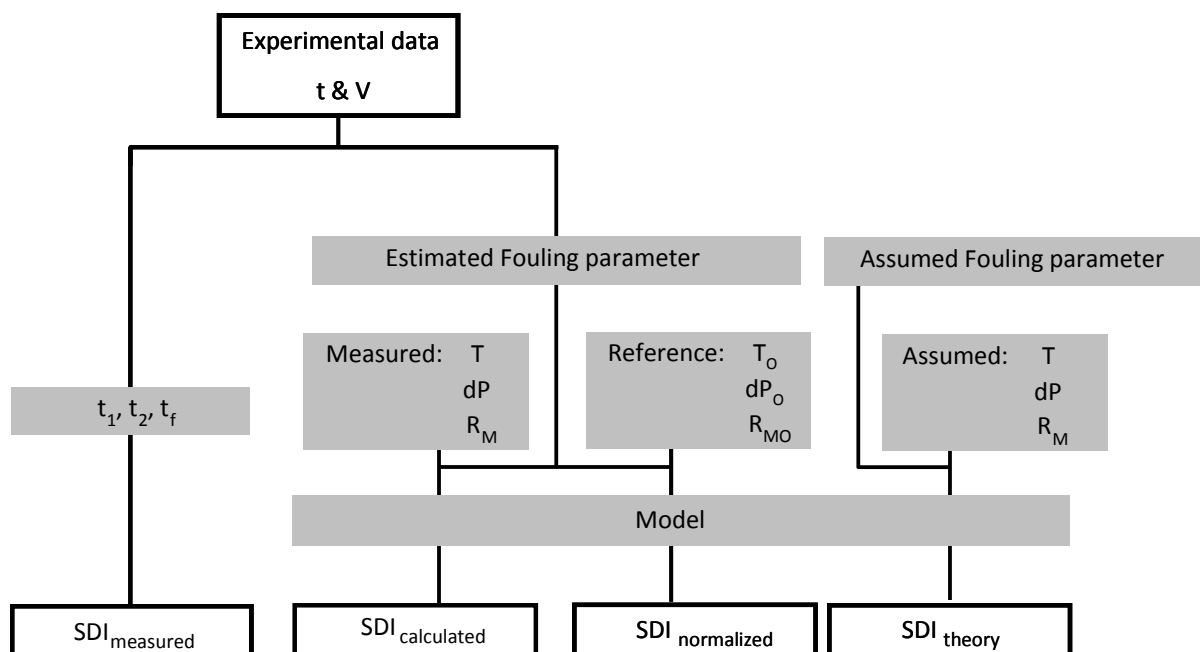 Experimental data
t & V
Estimated Fouling parameter
Assumed Fouling parameter
Measured: T
dP
R_M
Reference: T_O
dP_O
R_MO
Assumed: T
dP
R_M
t_1, t_2, t_f
Model
SDI_measured
SDI_calculated
SDI_normalized
SDI_theory